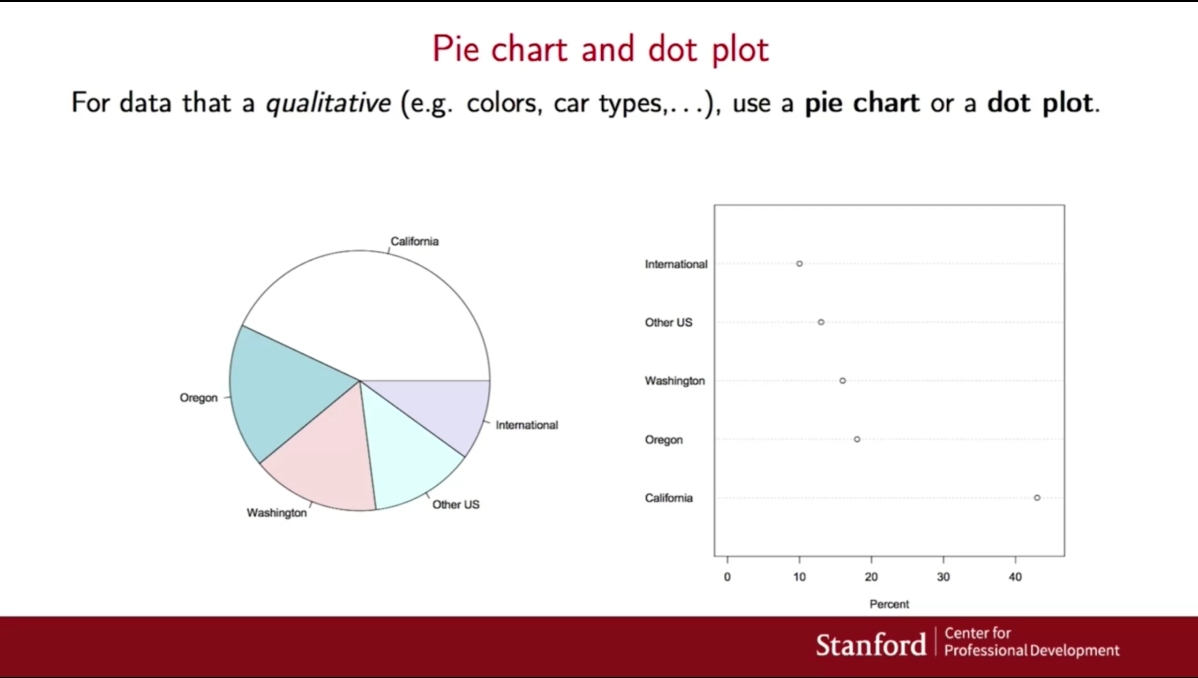 Pie chart and dot plot
For data that a qualitative (e.g. colors, car types,...), use a pie chart or a dot plot.
California
Oregon
Washington
Other US
International
International
Other US
Washington
Oregon
California
0 10 20 30 40
Percent
Stanford
Center for
Professional Development